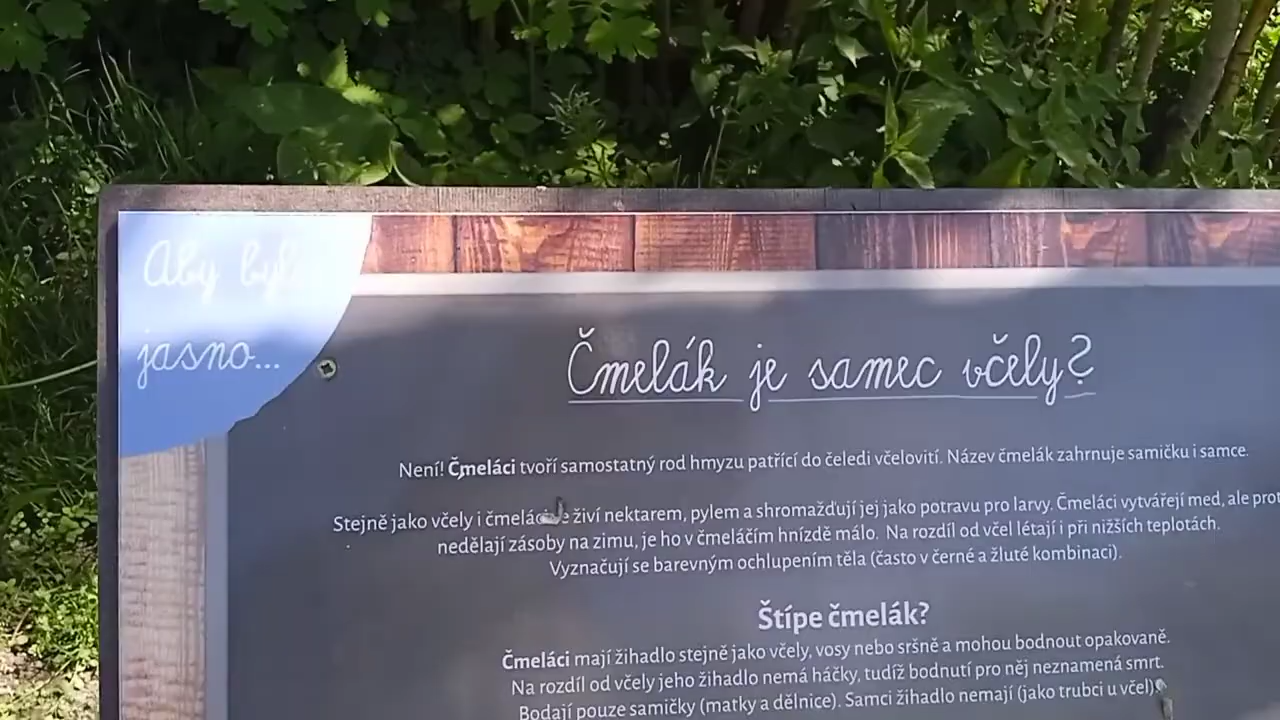 Aby bylo
jasno...
Čmelák je samec včely?
Není! Čmeláci tvoří samostatný rod hmyzu patřící do čeledi včelovití. Název čmelák zahrnuje samičku i samce.
Stejně jako včely i čmeláci se živí nektarem, pylem a shromažďují jej jako potravu pro larvy. Čmeláci vytvářejí med, ale
nedělají zásoby na zimu, je ho v čmeláčím hnízdě málo. Na rozdíl od včel létají i při nižších teplotách.
Vyznačují se barevným ochlupením těla (často v černé a žluté kombinaci).
Štípe čmelák?
Čmeláci mají žihadlo stejně jako včely, vosy nebo sršně a mohou bodnout opakovaně.
Na rozdíl od včely jeho žihadlo nemá háčky, tudíž bodnutí pro něj neznamená smrt.
Bodají pouze samičky (matky a dělnice). Samci žihadlo nemají (jako trubci u včel).